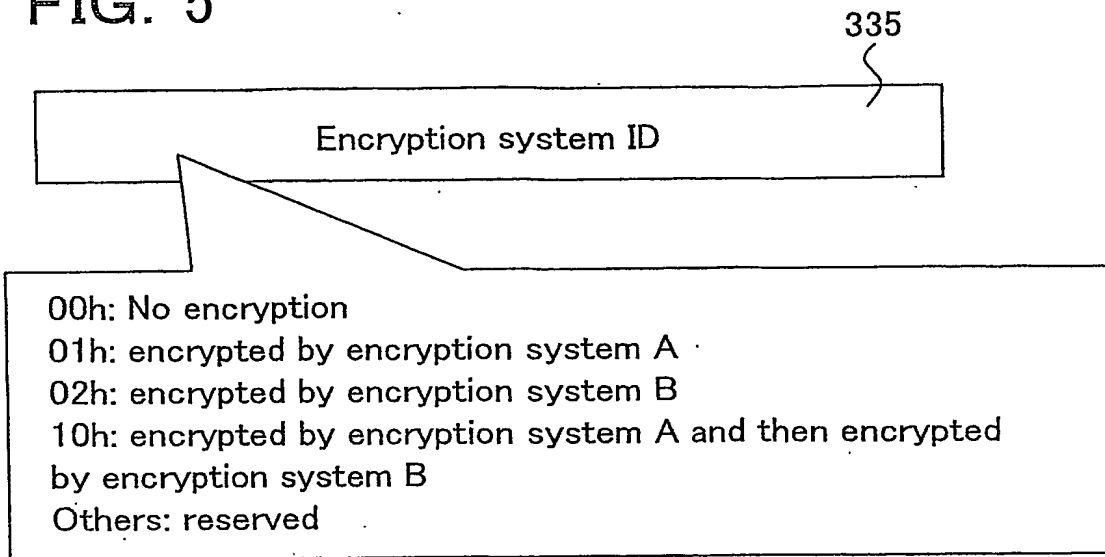 FIG. 5
335
Encryption system ID
00h: No encryption
01h: encrypted by encryption system A
02h: encrypted by encryption system B
10h: encrypted by encryption system A and then encrypted
by encryption system B
Others: reserved